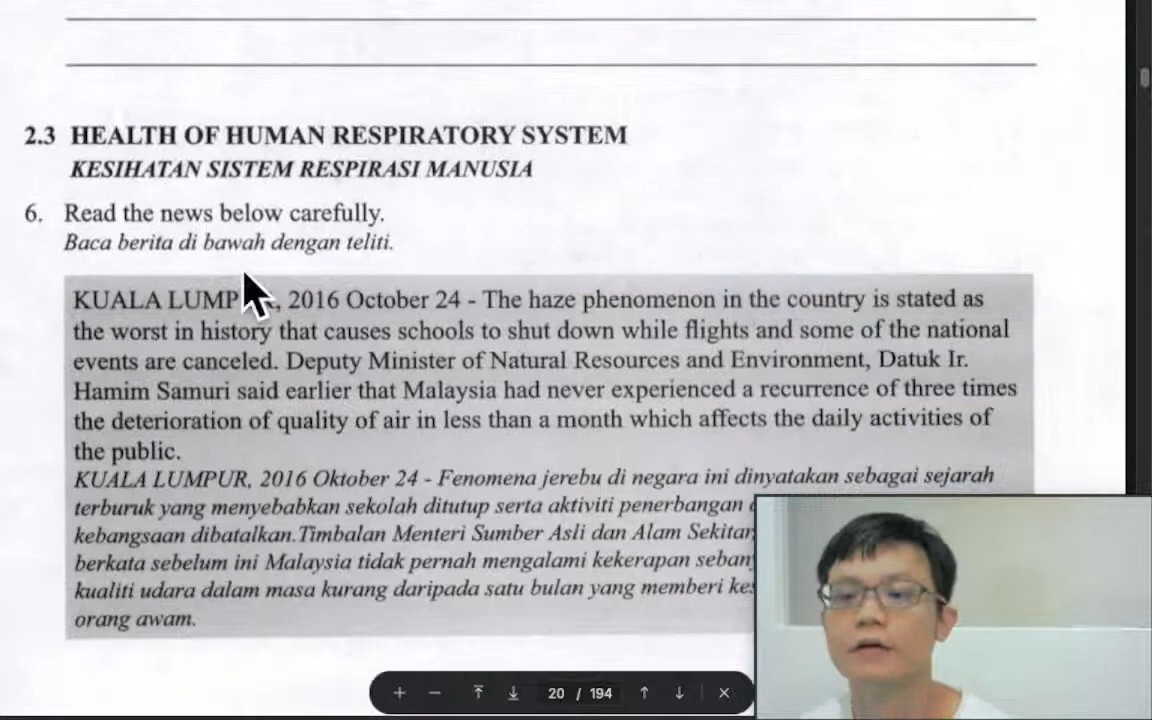 2.3 HEALTH OF HUMAN RESPIRATORY SYSTEM
KESIHATAN SISTEM RESPIRASI MANUSIA
6. Read the news below carefully.
Baca berita di bawah dengan teliti.
KUALA LUMP , 2016 October 24 - The haze phenomenon in the country is stated as
the worst in history that causes schools to shut down while flights and some of the national
events are canceled. Deputy Minister of Natural Resources and Environment, Datuk Ir.
Hamim Samuri said earlier that Malaysia had never experienced a recurrence of three times
the deterioration of quality of air in less than a month which affects the daily activities of
the public.
KUALA LUMPUR, 2016 Oktober 24 - Fenomena jerebu di negara ini dinyatakan sebagai sejarah
terburuk yang menyebabkan sekolah ditutup serta aktiviti penerbangan
kebangsaan dibatalkan. Timbalan Menteri Sumber Asli dan Alam Sekitar
berkata sebelum ini Malaysia tidak pernah mengalami kekerapan
kualiti udara dalam masa kurang daripada satu bulan yang memberi
orang awam.
20 / 194